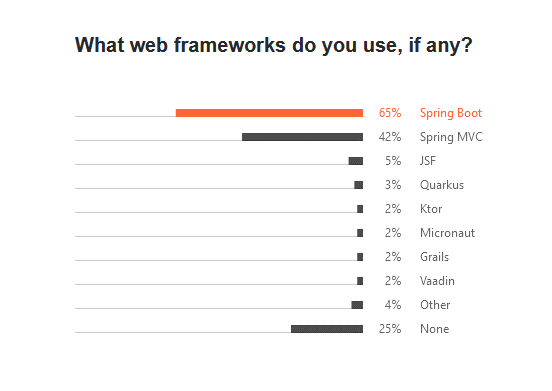 What web frameworks do you use, if any?
65% Spring Boot
42% Spring MVC
5% JSF
3% Quarkus
2% Ktor
2% Micronaut
2% Grails
2% Vaadin
4% Other
25% None